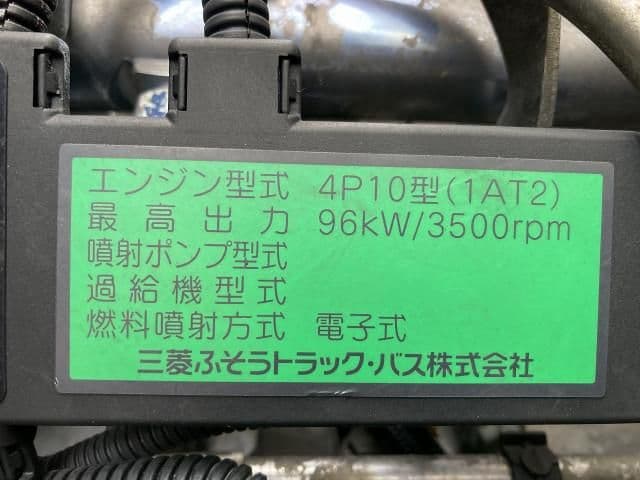 エンジン型式 4P10型(1AT2)
最高出力 96kW/3500rpm
噴射ポンプ型式
過給機型式
燃料噴射方式 電子式
三菱ふそうトラック・バス株式会社